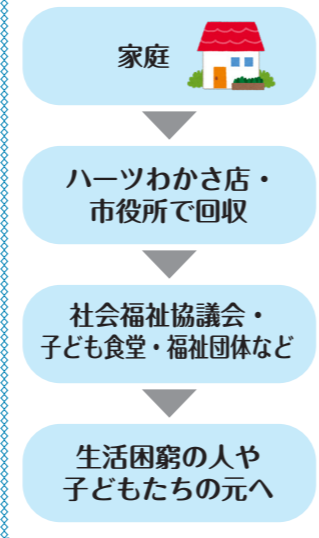 家庭
ハーツわかさ店・
市役所で回収
社会福祉協議会・
子ども食堂・福祉団体など
生活困窮の人や
子どもたちの元へ